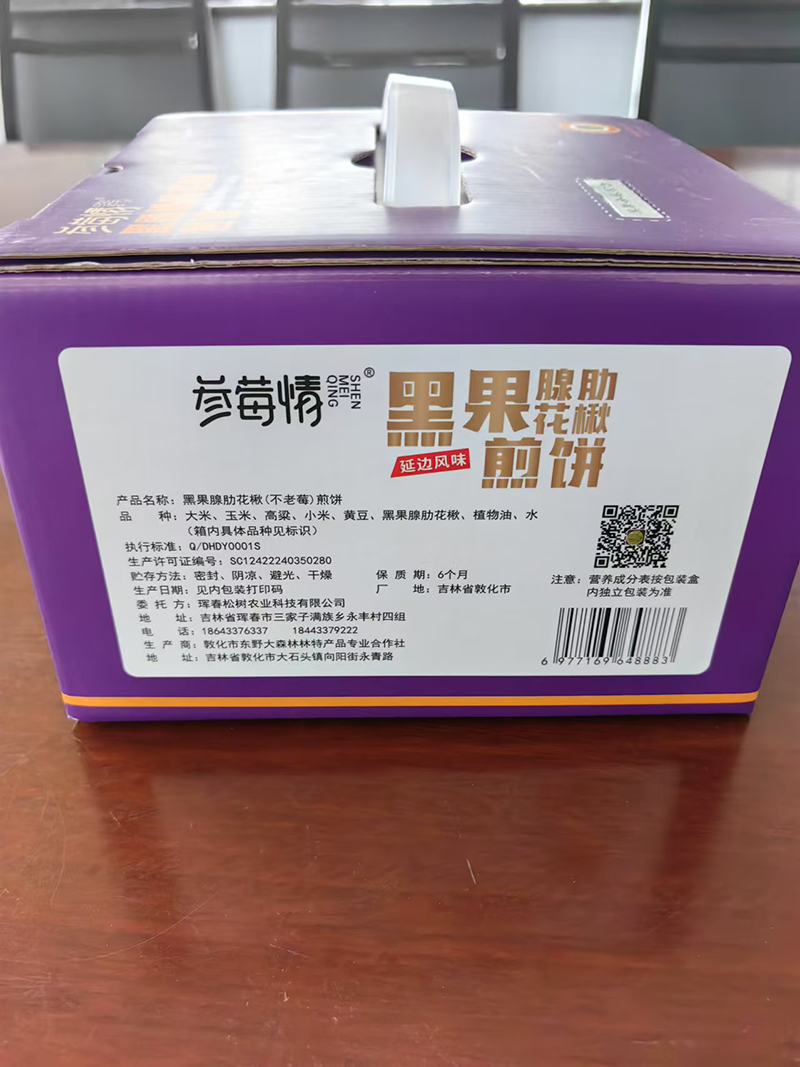 参莓情®
SHEN
MEI
QING
黑果腺肋花楸
煎饼
延边风味
产品名称：黑果腺肋花楸(不老莓)煎饼
品 种：大米、玉米、高粱、小米、黄豆、黑果腺肋花楸、植物油、水
（箱内具体品种见标识）
执行标准：Q/DHDY0001S
生产许可证编号：SC12422240350280
贮存方法：密封、阴凉、避光、干燥 保 质 期：6个月
生产日期：见内包装打印码 厂 地：吉林省敦化市
委 托 方：珲春松树农业科技有限公司
地 址：吉林省珲春市三家子满族乡永丰村四组
电 话：18643376337 18443379222
生 产 商：敦化市东野大森林林特产品专业合作社
地 址：吉林省敦化市大石头镇向阳街永青路
注意：营养成分表按包装盒
内独立包装为准
6 977169 648883